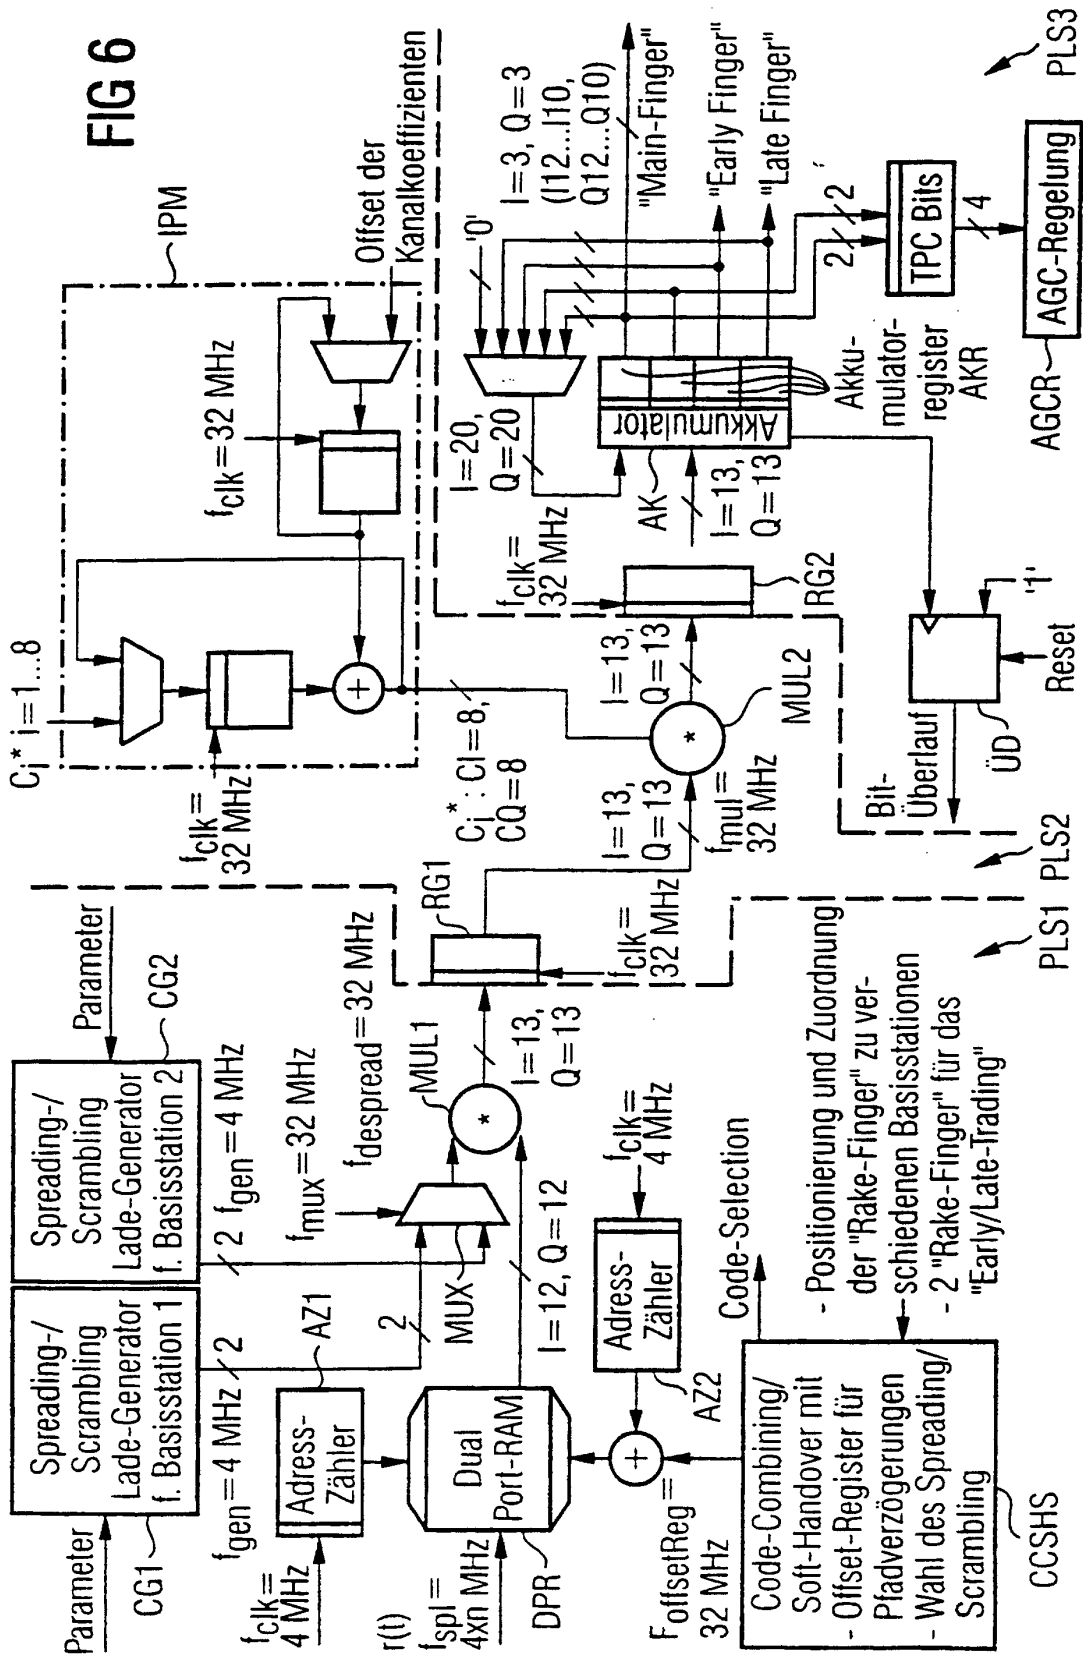 FIG 6
Parameter
CG1
Spreading-/
Scrambling
Lade-Generator
f. Basisstation 1
Spreading-/
Scrambling
Lade-Generator
f. Basisstation 2
Parameter
CG2
fgen=4 MHz
2
2
fgen=4 MHz
fclk=
4 MHz
Adress-
Zähler
AZ1
2
MUX
fmux=32 MHz
fdespread=32 MHz
MUL1
*
r(t)
fspl=
4xn MHz
Dual
Port-RAM
DPR
I=12, Q=12
I=13,
Q=13
RG1
fclk=
32 MHz
FoffsetReg=
32 MHz
+
Adress-
Zähler
AZ2
fclk=
4 MHz
Code-Combining/
Soft-Handover mit
- Offset-Register für
Pfadverzögerungen
- Wahl des Spreading/
Scrambling
CCSHS
Code-Selection
- Positionierung und Zuordnung
der "Rake-Finger" zu ver-
schiedenen Basisstationen
- 2 "Rake-Finger" für das
"Early/Late-Trading"
PLS1
PLS2
PLS3
Ci* i=1...8
fclk=
32 MHz
+
fclk=32 MHz
IPM
Offset der
Kanalkoeffizienten
Ci*: CI=8,
CQ=8
I=13,
Q=13
fmul=
32 MHz
*
MUL2
I=13,
Q=13
fclk=
32 MHz
RG2
I=13,
Q=13
AK
I=20,
Q=20
'0'
Akkumulator
Akku-
mulator-
register
AKR
I=3, Q=3
(I12...I10,
Q12...Q10)
"Main-Finger"
"Early Finger"
"Late Finger"
2
2
TPC Bits
4
AGC-Regelung
AGCR
Bit-
Überlauf
ÜD
Reset
'1'